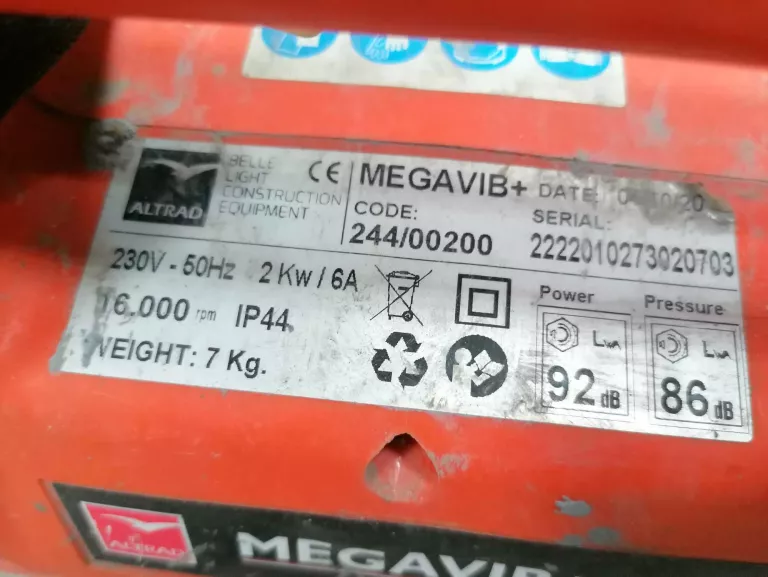 ALTRAD
BELLE
LIGHT
CONSTRUCTION
EQUIPMENT
CE
MEGAVIB+
DATE:
CODE:
244/00200
SERIAL:
2222010273020703
230V - 50Hz 2 Kw / 6A
16.000 rpm IP44
WEIGHT: 7 Kg.
Power
LWA
92 dB
Pressure
LWA
86 dB
ALTRAD
MEGAVIB